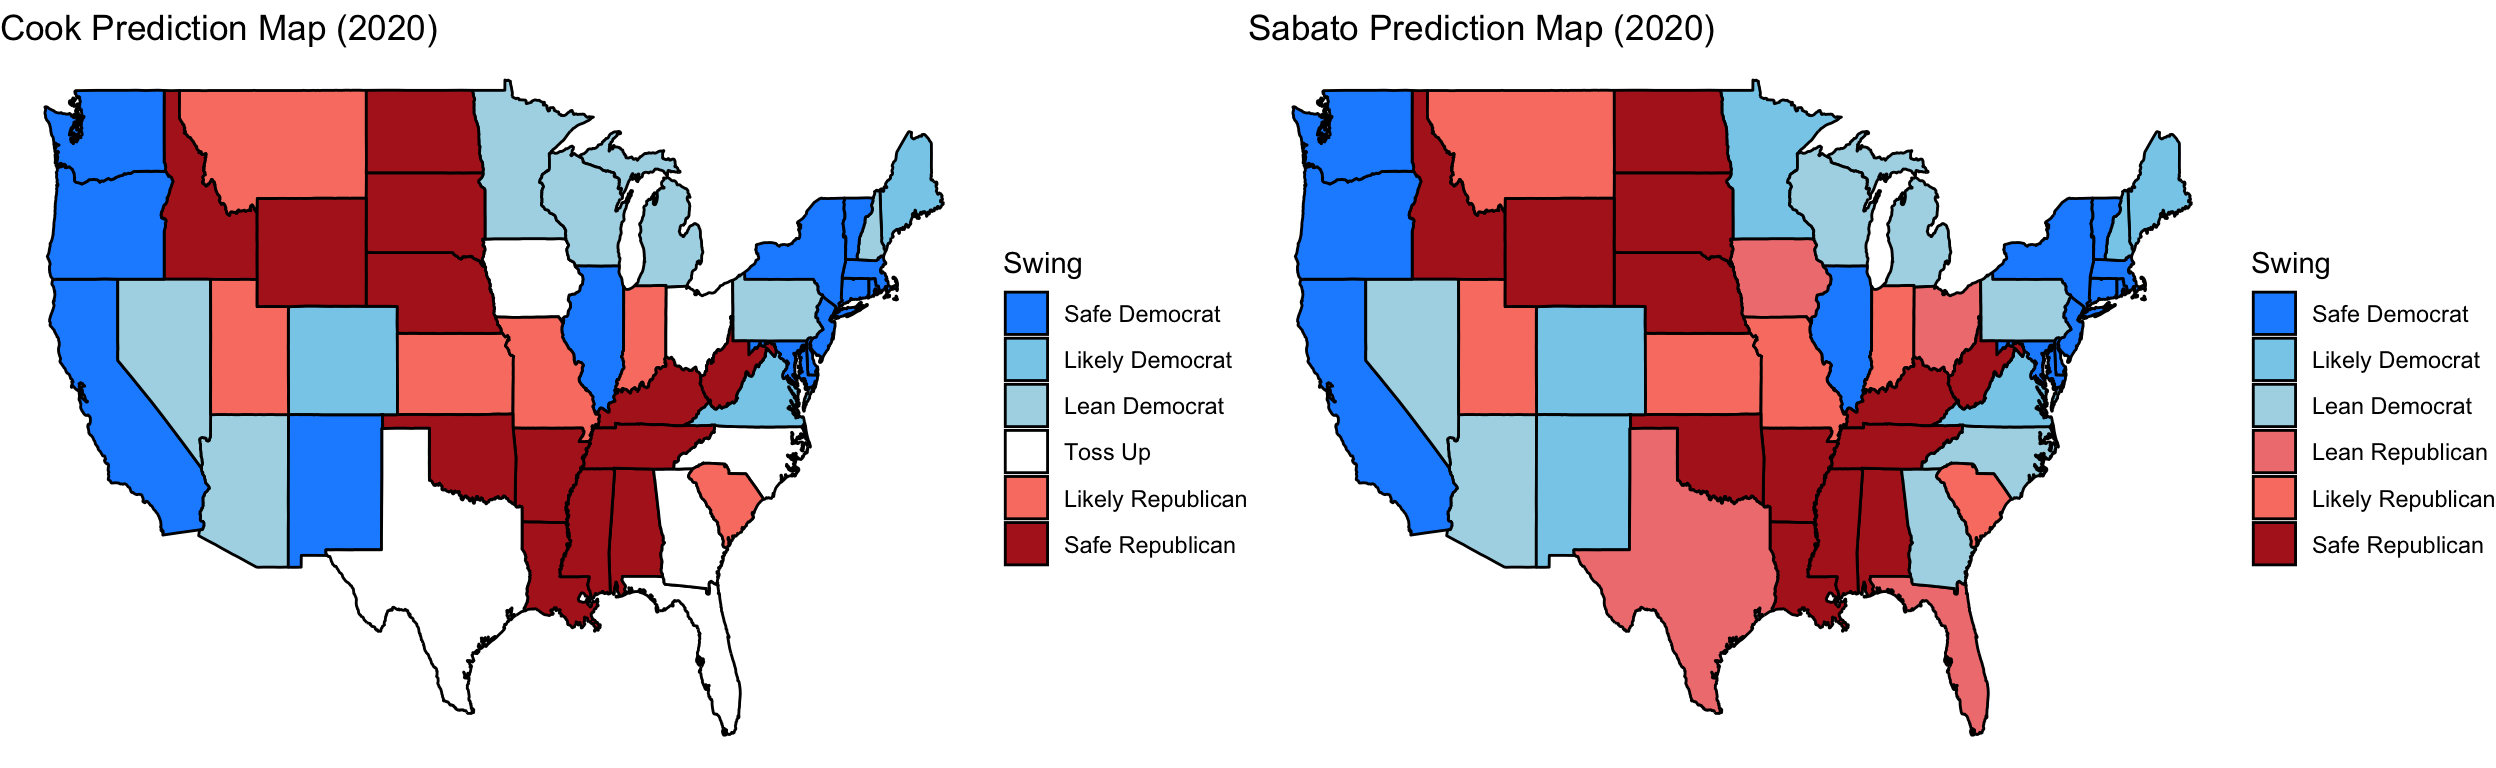 Cook Prediction Map (2020)
Swing
Safe Democrat
Likely Democrat
Lean Democrat
Toss Up
Likely Republican
Safe Republican
Sabato Prediction Map (2020)
Swing
Safe Democrat
Likely Democrat
Lean Democrat
Lean Republican
Likely Republican
Safe Republican